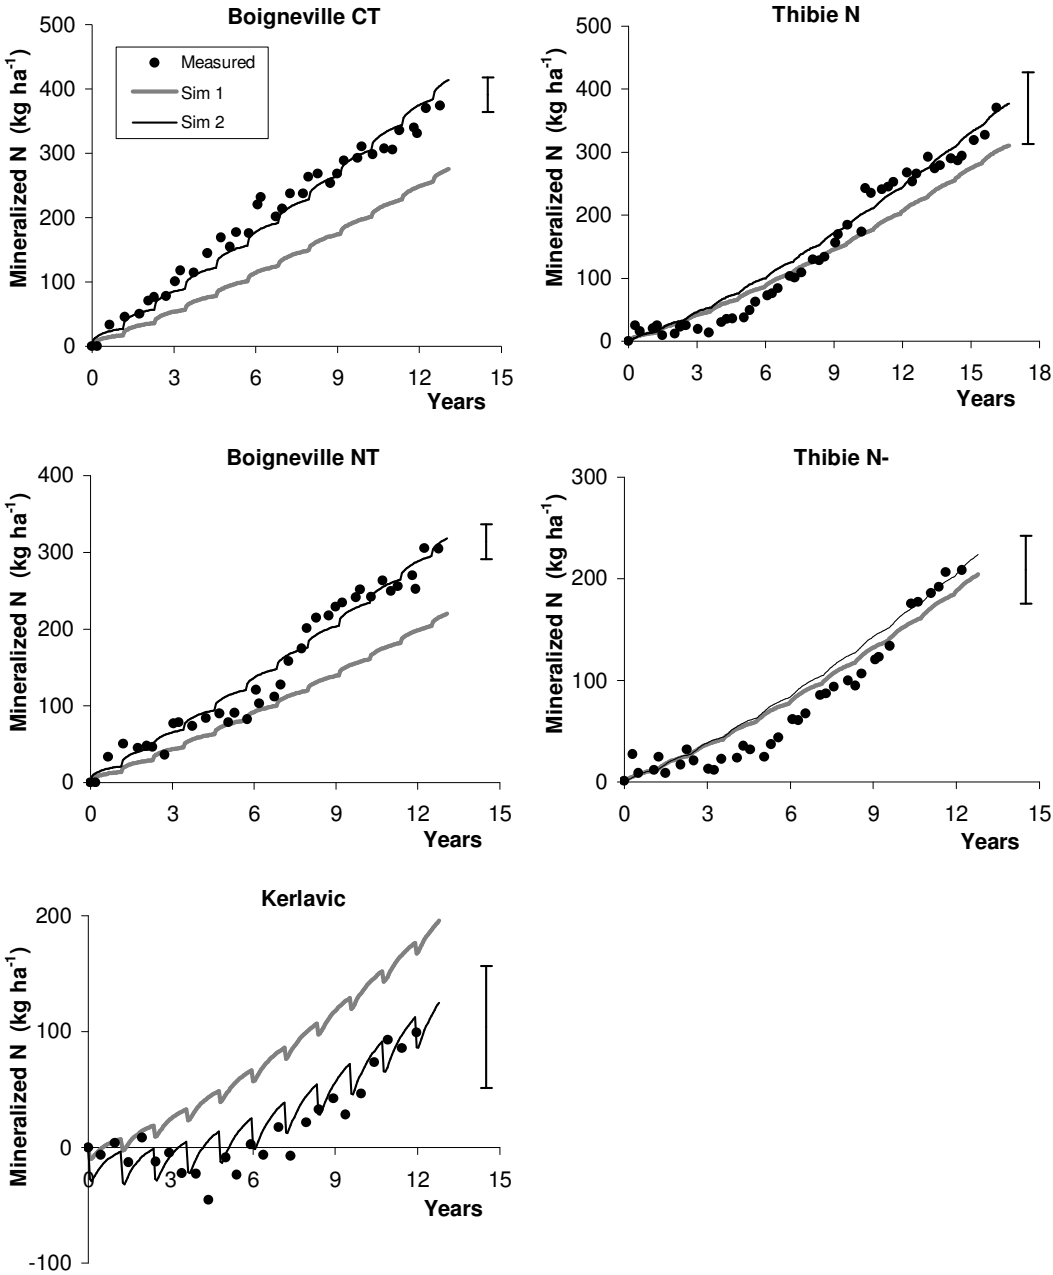 Boigneville CT
500
400
300
200
100
0
Mineralized N (kg ha-1)
Measured
Sim 1
Sim 2
0 3 6 9 12 15
Years
Thibie N
500
400
300
200
100
0
Mineralized N (kg ha-1)
0 3 6 9 12 15 18
Years
Boigneville NT
400
300
200
100
0
Mineralized N (kg ha-1)
0 3 6 9 12 15
Years
Thibie N-
300
200
100
0
Mineralized N (kg ha-1)
0 3 6 9 12 15
Years
Kerlavic
200
100
0
-100
Mineralized N (kg ha-1)
0 3 6 9 12 15
Years